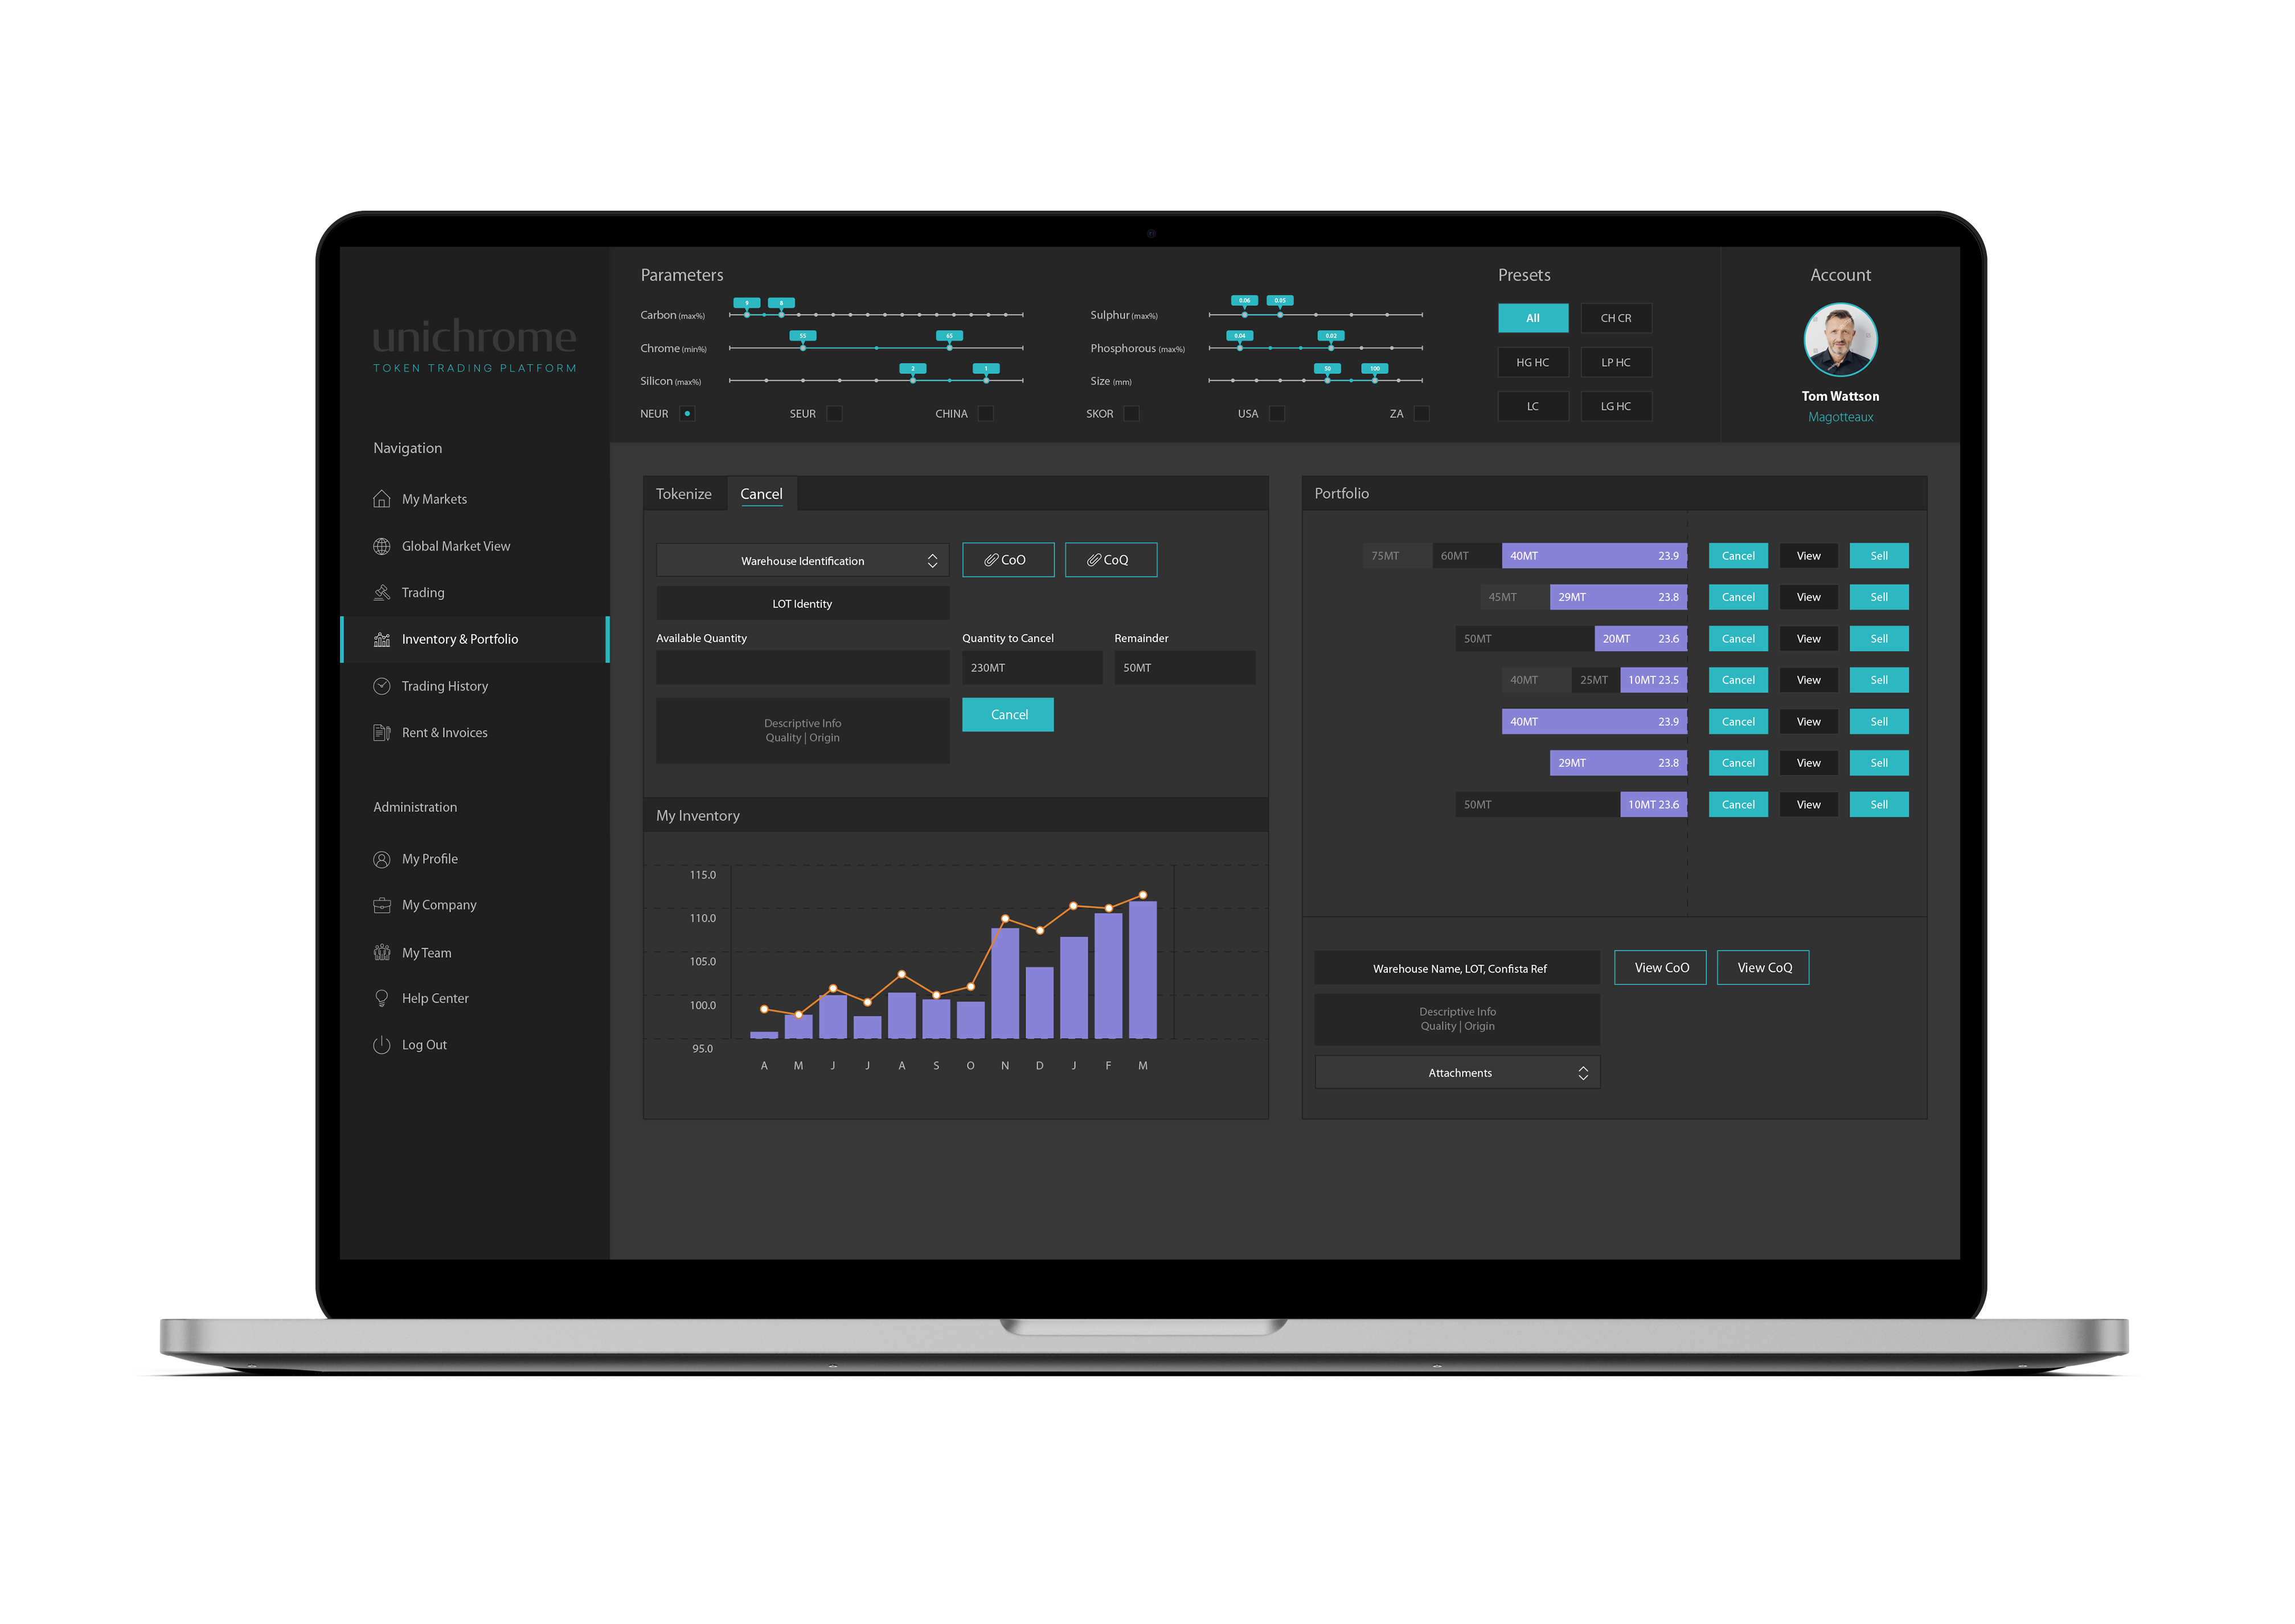 unichrome
TOKEN TRADING PLATFORM
Navigation
My Markets
Global Market View
Trading
Inventory & Portfolio
Trading History
Rent & Invoices
Administration
My Profile
My Company
My Team
Help Center
Log Out
Parameters
Carbon (max%)
9 8
Chrome (min%)
55 65
Silicon (max%)
2 1
Sulphur (max%)
0.06 0.05
Phosphorous (max%)
0.04 0.02
Size (mm)
50 100
NEUR SEUR CHINA SKOR USA ZA
Presets
All CH CR
HG HC LP HC
LC LG HC
Account
Tom Wattson
Magotteaux
Tokenize Cancel
Warehouse Identification CoO CoQ
LOT Identity
Available Quantity Quantity to Cancel Remainder
230MT 50MT
Descriptive Info
Quality | Origin
Cancel
My Inventory
115.0
110.0
105.0
100.0
95.0
A M J J A S O N D J F M
Portfolio
75MT 60MT 40MT 23.9 Cancel View Sell
45MT 29MT 23.8 Cancel View Sell
50MT 20MT 23.6 Cancel View Sell
40MT 25MT 10MT 23.5 Cancel View Sell
40MT 23.9 Cancel View Sell
29MT 23.8 Cancel View Sell
50MT 10MT 23.6 Cancel View Sell
Warehouse Name, LOT, Confista Ref View CoO View CoQ
Descriptive Info
Quality | Origin
Attachments